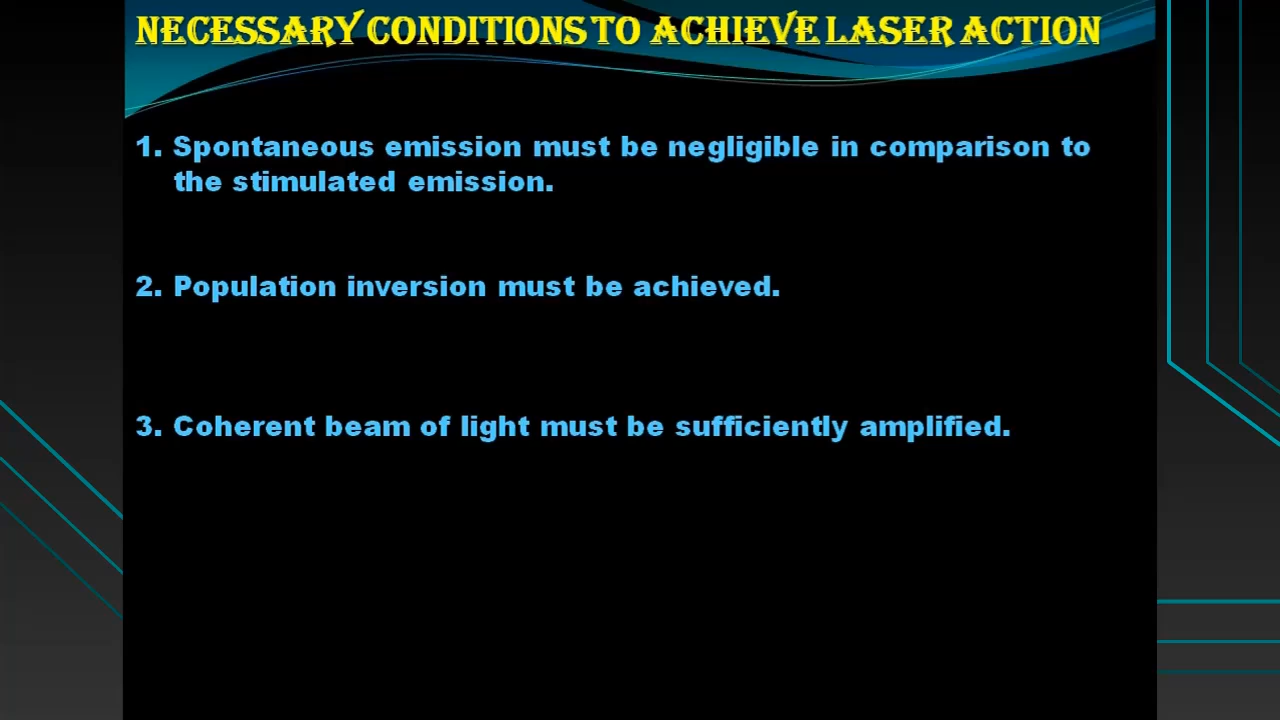 NECESSARY CONDITIONS TO ACHIEVE LASER ACTION
1. Spontaneous emission must be negligible in comparison to
the stimulated emission.
2. Population inversion must be achieved.
3. Coherent beam of light must be sufficiently amplified.